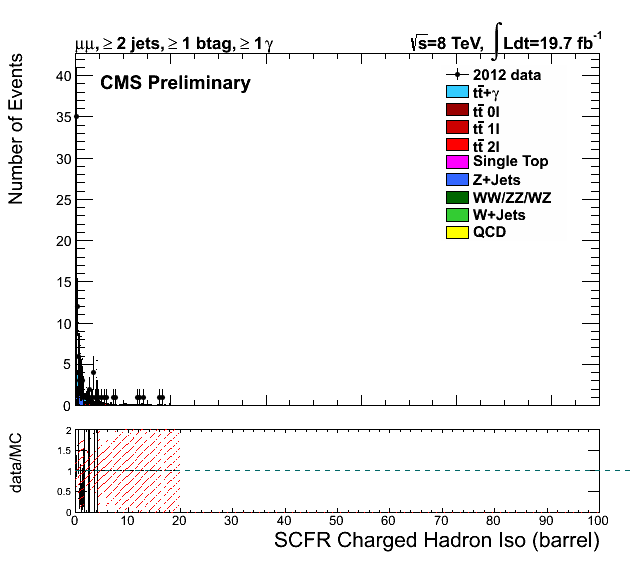 μμ, ≥ 2 jets, ≥ 1 btag, ≥ 1 γ
√s=8 TeV, ∫Ldt=19.7 fb⁻¹
CMS Preliminary
2012 data
tt̄+γ
tt̄ 0l
tt̄ 1l
tt̄ 2l
Single Top
Z+Jets
WW/ZZ/WZ
W+Jets
QCD
Number of Events
40
35
30
25
20
15
10
5
0
data/MC
2
1.5
1
0.5
0
0 10 20 30 40 50 60 70 80 90 100
SCFR Charged Hadron Iso (barrel)